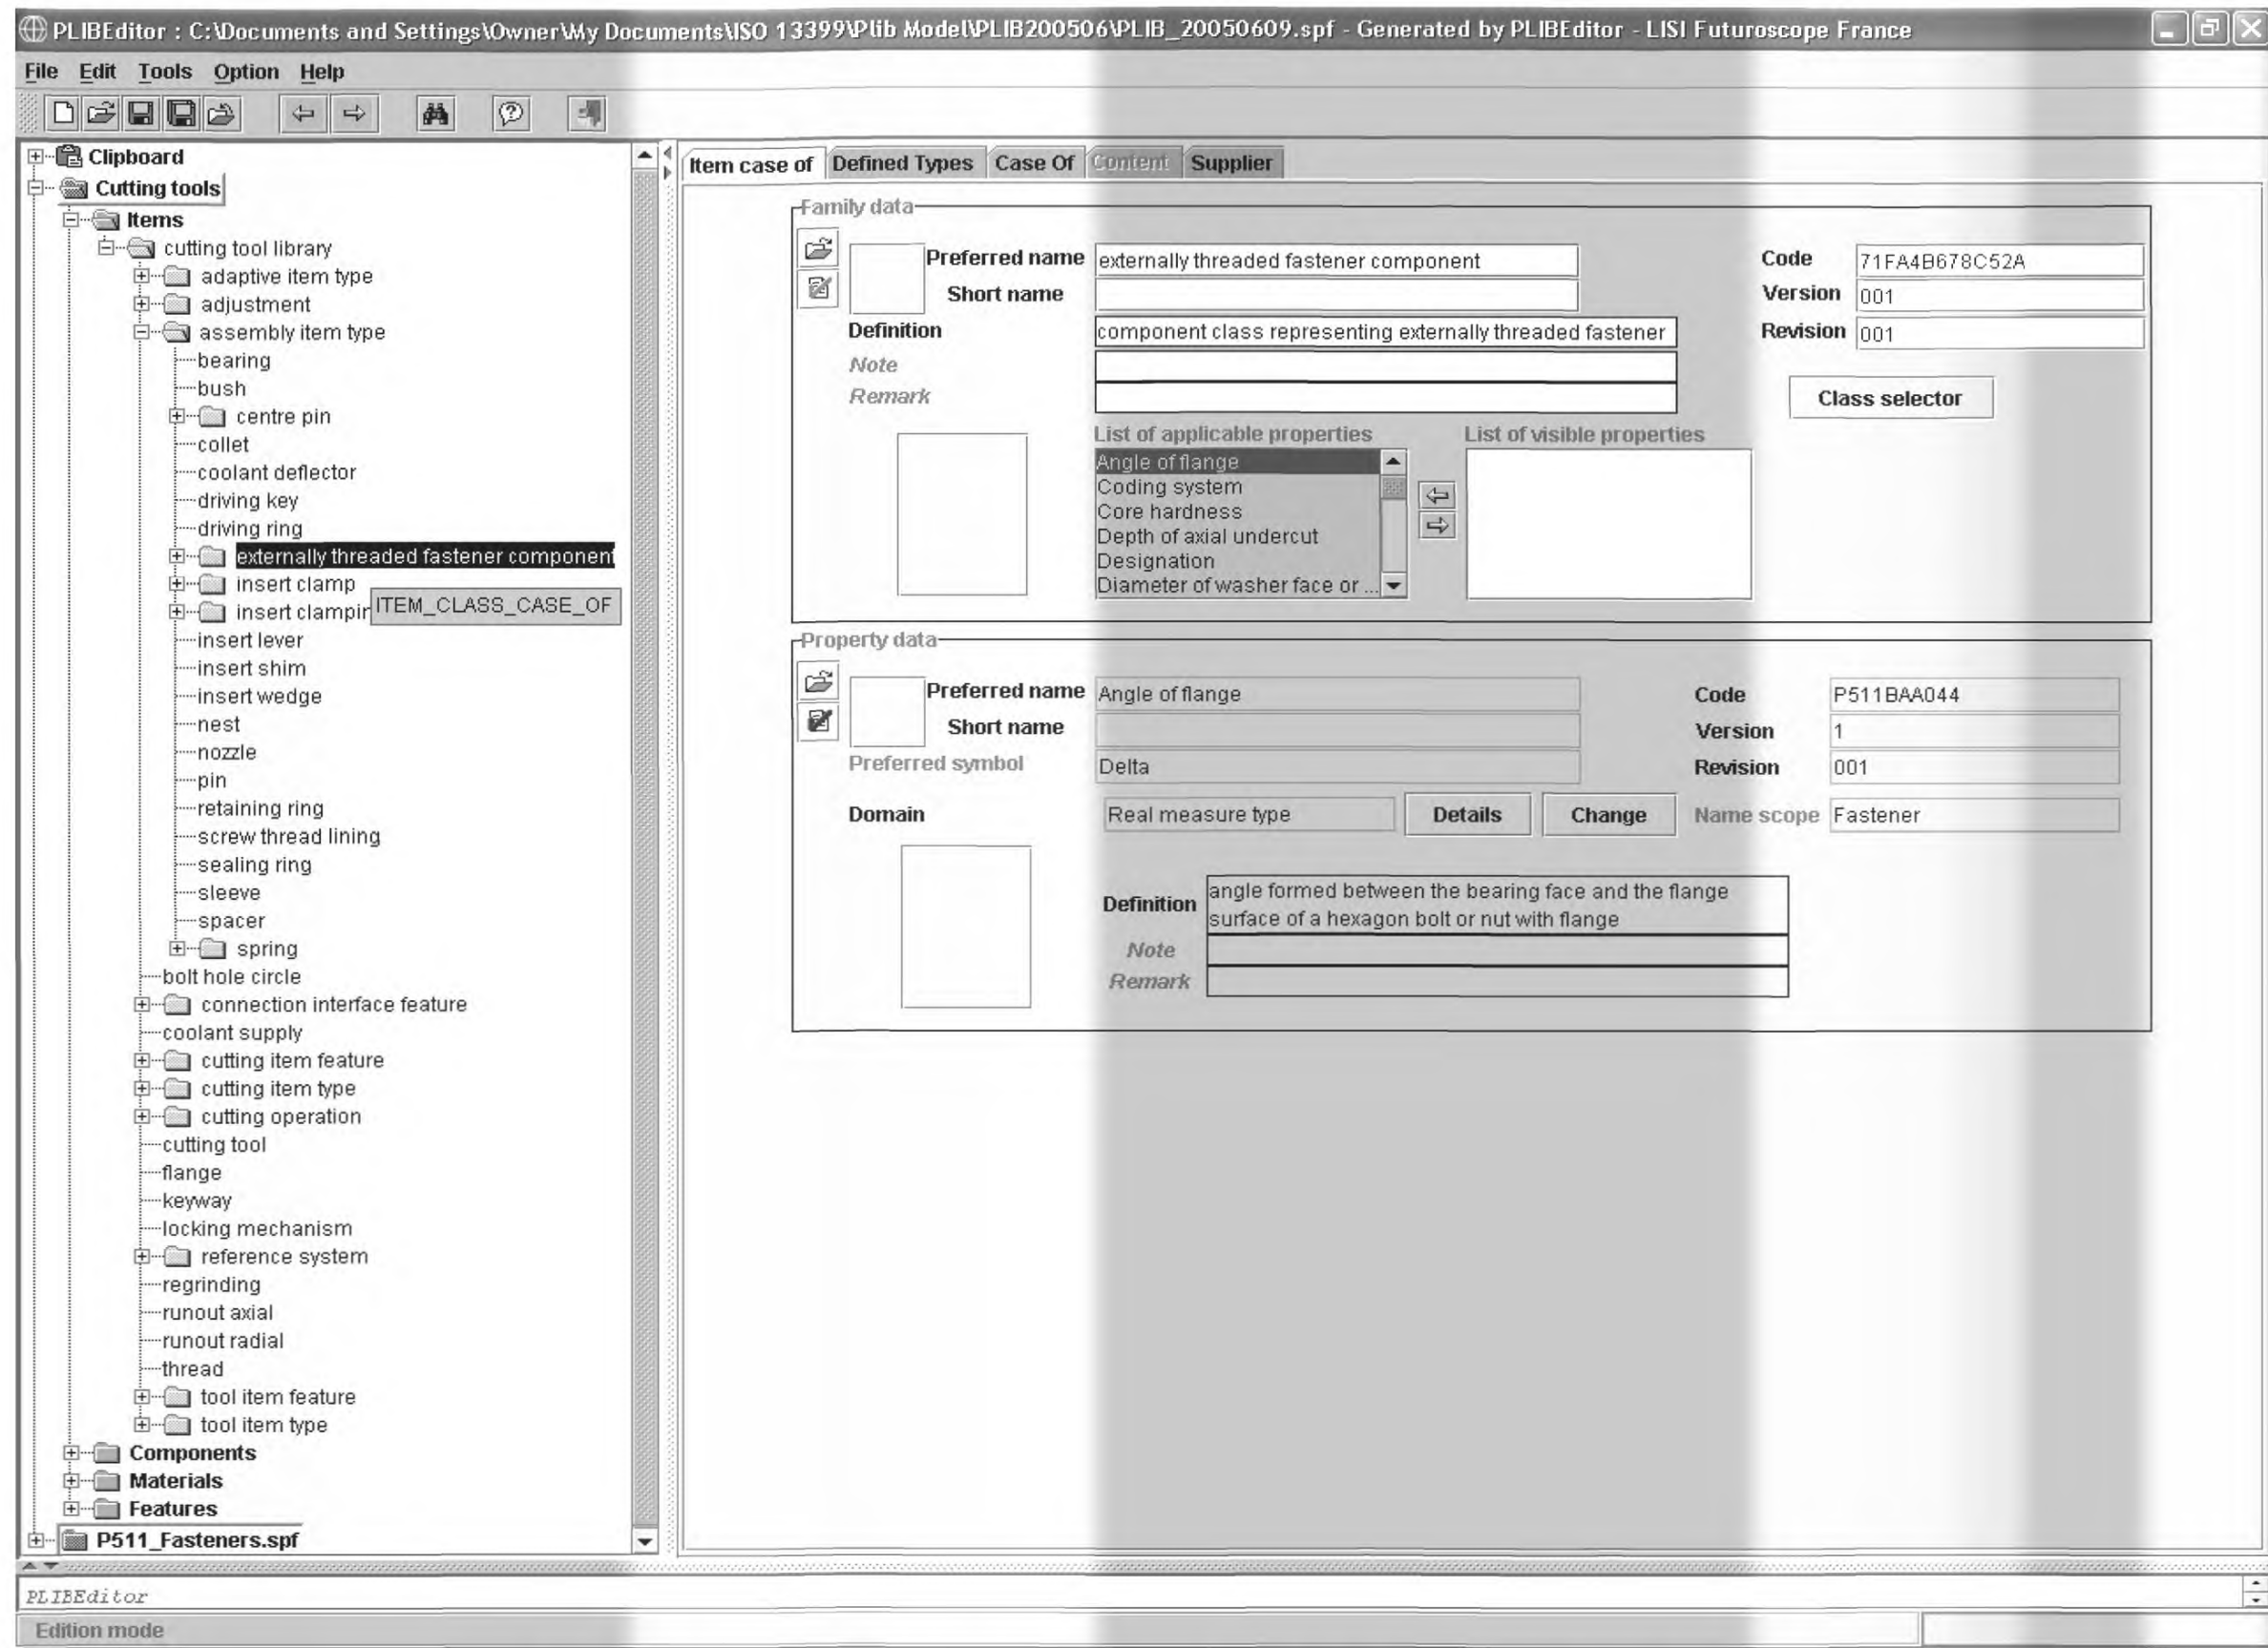 PLIBEditor : C:\Documents and Settings\Owner\My Documents\ISO 13399\Plib Model\PLIB200506\PLIB_20050609.spf - Generated by PLIBEditor - LISI Futuroscope France
File Edit Tools Option Help
Clipboard
Cutting tools
Items
cutting tool library
adaptive item type
adjustment
assembly item type
bearing
bush
centre pin
collet
coolant deflector
driving key
driving ring
externally threaded fastener component
insert clamp
insert clampin
ITEM_CLASS_CASE_OF
insert lever
insert shim
insert wedge
nest
nozzle
pin
retaining ring
screw thread lining
sealing ring
sleeve
spacer
spring
bolt hole circle
connection interface feature
coolant supply
cutting item feature
cutting item type
cutting operation
cutting tool
flange
keyway
locking mechanism
reference system
regrinding
runout axial
runout radial
thread
tool item feature
tool item type
Components
Materials
Features
P511_Fasteners.spf
Item case of Defined Types Case Of Content Supplier
Family data
Preferred name externally threaded fastener component Code 71FA4B678C52A
Short name Version 001
Definition component class representing externally threaded fastener Revision 001
Note
Remark Class selector
List of applicable properties List of visible properties
Angle of flange
Coding system
Core hardness
Depth of axial undercut
Designation
Diameter of washer face or ...
Property data
Preferred name Angle of flange Code P511BAA044
Short name Version 1
Preferred symbol Delta Revision 001
Domain Real measure type Details Change Name scope Fastener
Definition angle formed between the bearing face and the flange
surface of a hexagon bolt or nut with flange
Note
Remark
PLIBEditor
Edition mode